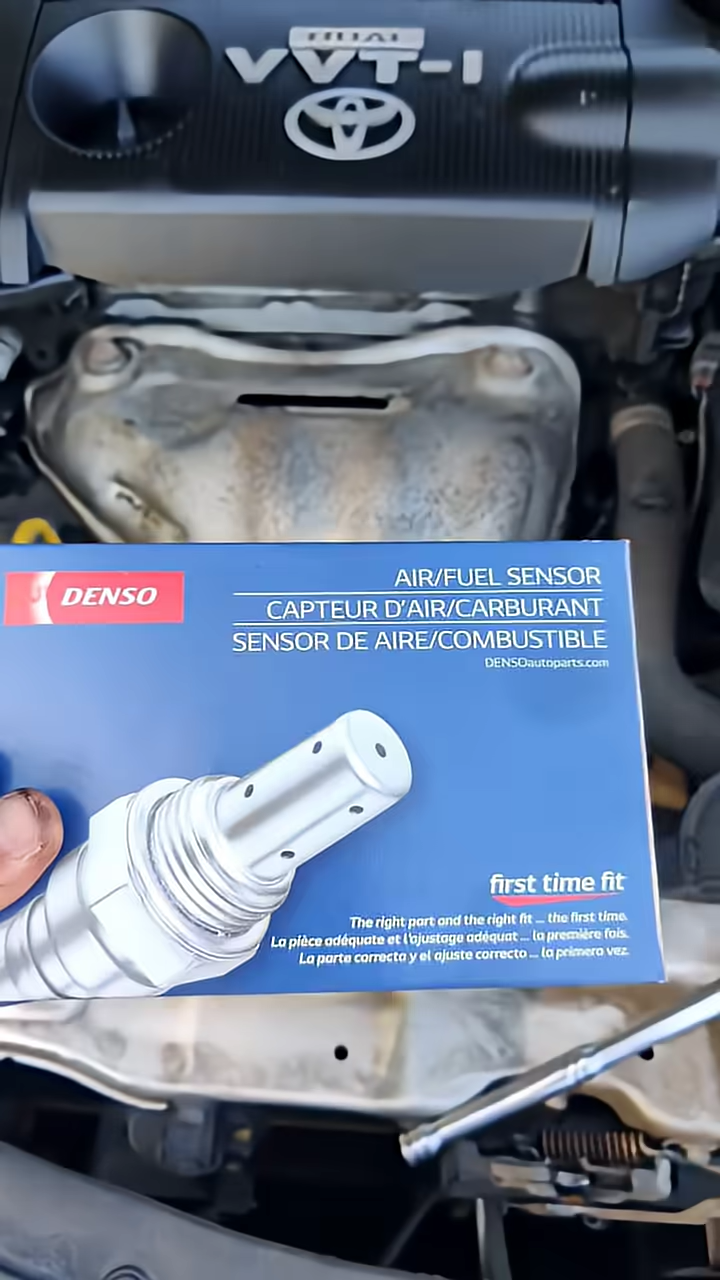 DUAL
VVT-i
DENSO
AIR/FUEL SENSOR
CAPTEUR D'AIR/CARBURANT
SENSOR DE AIRE/COMBUSTIBLE
DENSOautoparts.com
first time fit
The right part and the right fit ... the first time.
La pièce adéquate et l'ajustage adéquat ... la première fois.
La parte correcta y el ajuste correcto ... la primera vez.